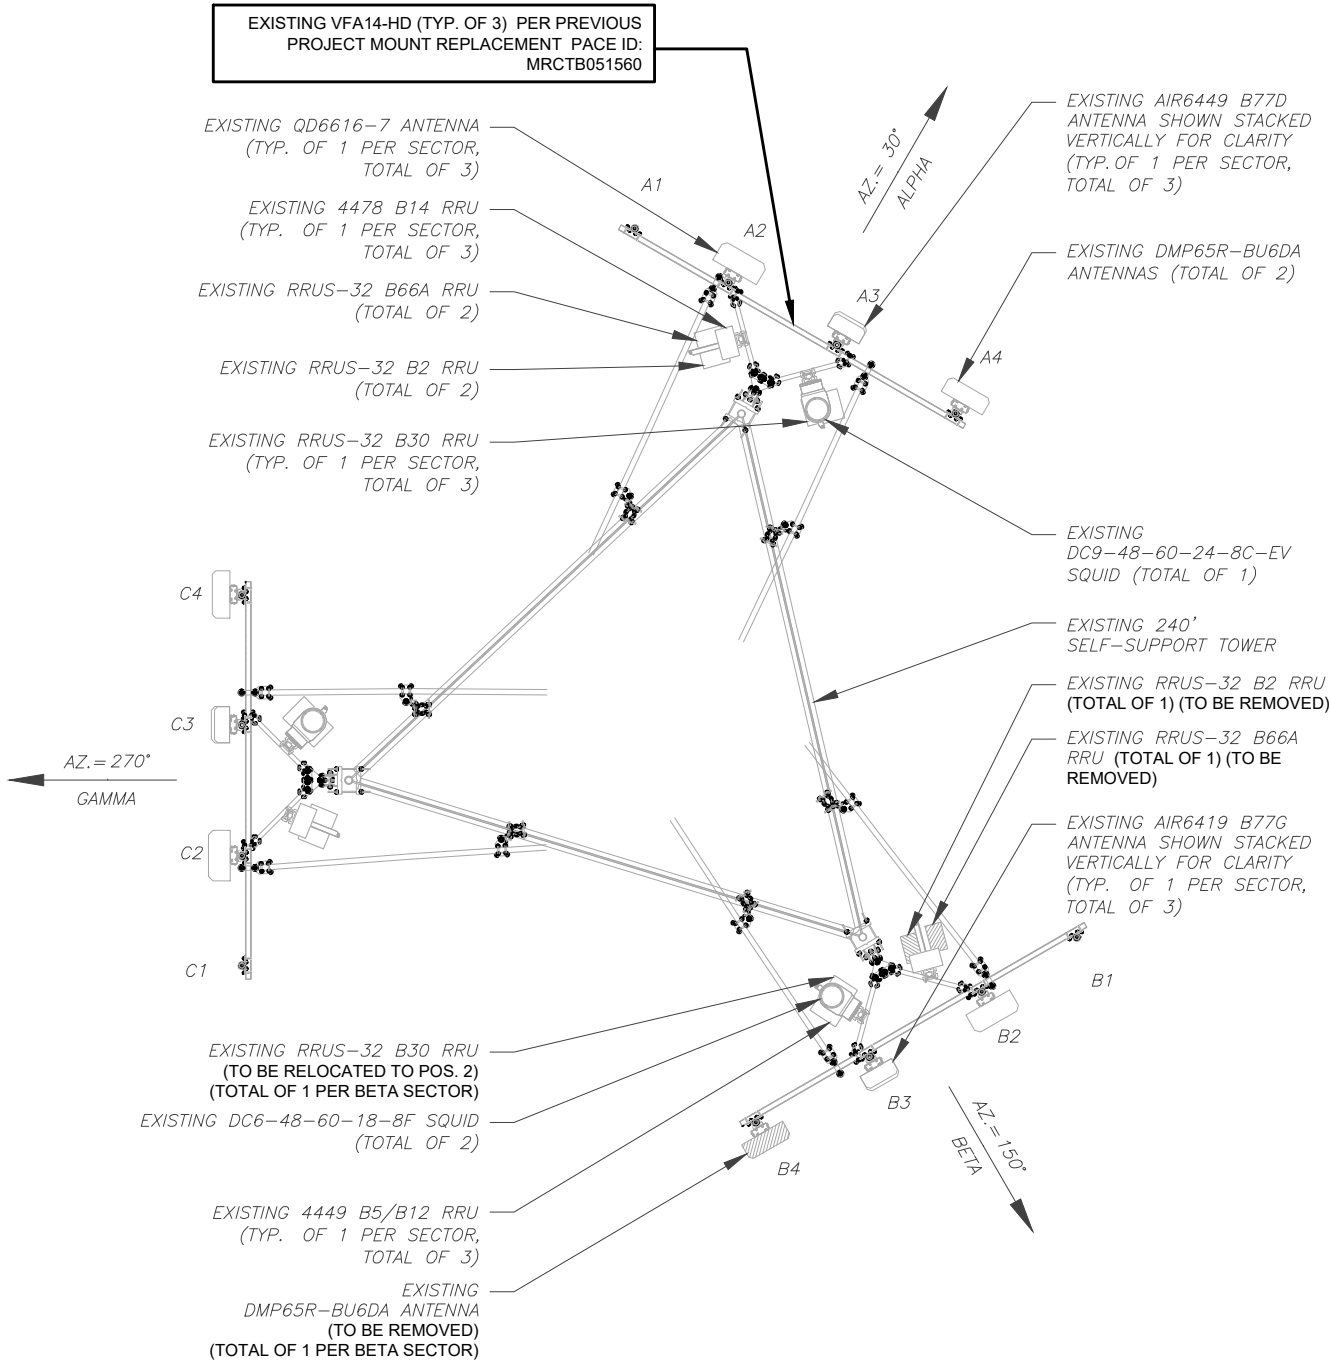 EXISTING VFA14-HD (TYP. OF 3) PER PREVIOUS
PROJECT MOUNT REPLACEMENT PACE ID:
MRCTB051560
EXISTING QD6616-7 ANTENNA
(TYP. OF 1 PER SECTOR,
TOTAL OF 3)
EXISTING 4478 B14 RRU
(TYP. OF 1 PER SECTOR,
TOTAL OF 3)
EXISTING RRUS-32 B66A RRU
(TOTAL OF 2)
EXISTING RRUS-32 B2 RRU
(TOTAL OF 2)
EXISTING RRUS-32 B30 RRU
(TYP. OF 1 PER SECTOR,
TOTAL OF 3)
A1
A2
A3
A4
AZ.= 30°
ALPHA
EXISTING AIR6449 B77D
ANTENNA SHOWN STACKED
VERTICALLY FOR CLARITY
(TYP. OF 1 PER SECTOR,
TOTAL OF 3)
EXISTING DMP65R-BU6DA
ANTENNAS (TOTAL OF 2)
EXISTING
DC9-48-60-24-8C-EV
SQUID (TOTAL OF 1)
EXISTING 240'
SELF-SUPPORT TOWER
EXISTING RRUS-32 B2 RRU
(TOTAL OF 1) (TO BE REMOVED)
EXISTING RRUS-32 B66A
RRU (TOTAL OF 1) (TO BE
REMOVED)
EXISTING AIR6419 B77G
ANTENNA SHOWN STACKED
VERTICALLY FOR CLARITY
(TYP. OF 1 PER SECTOR,
TOTAL OF 3)
C4
C3
AZ.= 270°
GAMMA
C2
C1
B1
B2
B3
B4
AZ.= 150°
BETA
EXISTING RRUS-32 B30 RRU
(TO BE RELOCATED TO POS. 2)
(TOTAL OF 1 PER BETA SECTOR)
EXISTING DC6-48-60-18-8F SQUID
(TOTAL OF 2)
EXISTING 4449 B5/B12 RRU
(TYP. OF 1 PER SECTOR,
TOTAL OF 3)
EXISTING
DMP65R-BU6DA ANTENNA
(TO BE REMOVED)
(TOTAL OF 1 PER BETA SECTOR)